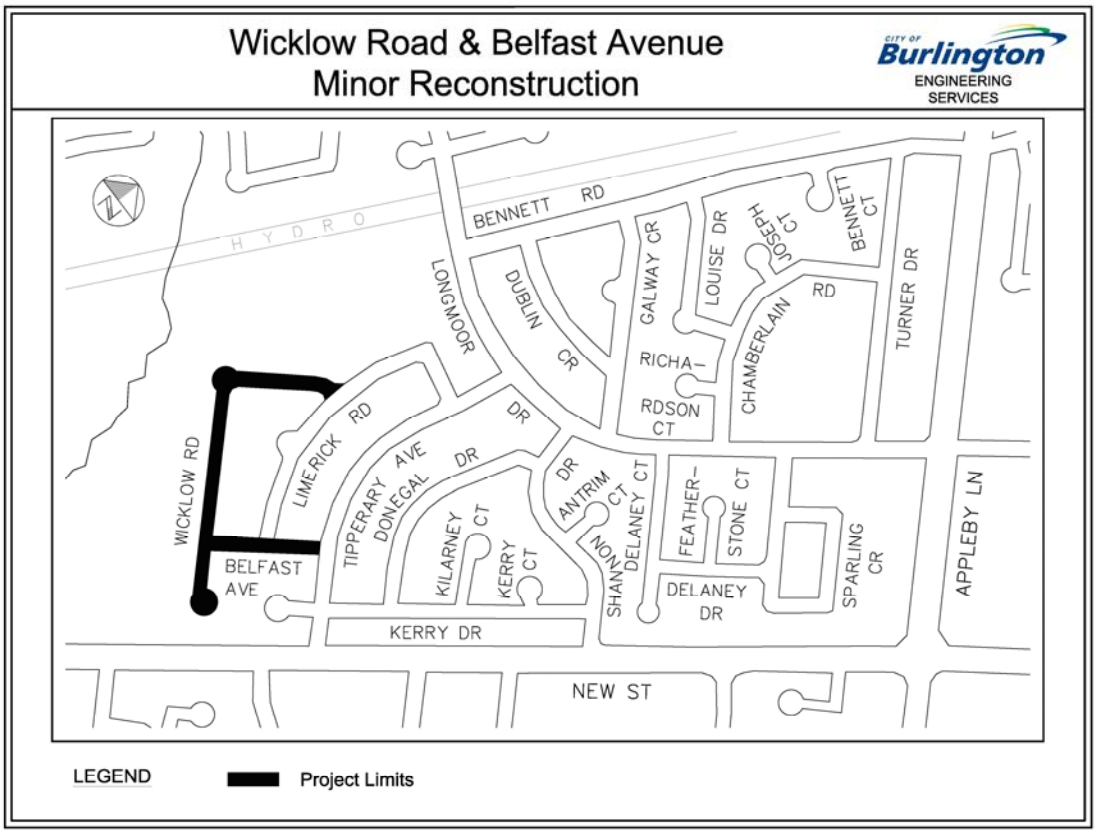 Wicklow Road & Belfast Avenue
Minor Reconstruction
CITY OF
Burlington
ENGINEERING
SERVICES
N
HYDRO
BENNETT RD
LONGMOOR
DR
DUBLIN
CR
GALWAY CR
LOUISE DR
JOSEPH
CT
BENNETT
CT
CHAMBERLAIN
RD
TURNER DR
RICHA-
RDSON
CT
WICKLOW RD
LIMERICK RD
TIPPERARY AVE
DONEGAL DR
BELFAST
AVE
KILARNEY
CT
KERRY
CT
ANTRIM
CT
SHANNON
DR
DELANEY CT
FEATHER-
STONE CT
DELANEY
DR
SPARLING
CR
APPLEBY LN
KERRY DR
NEW ST
LEGEND
Project Limits